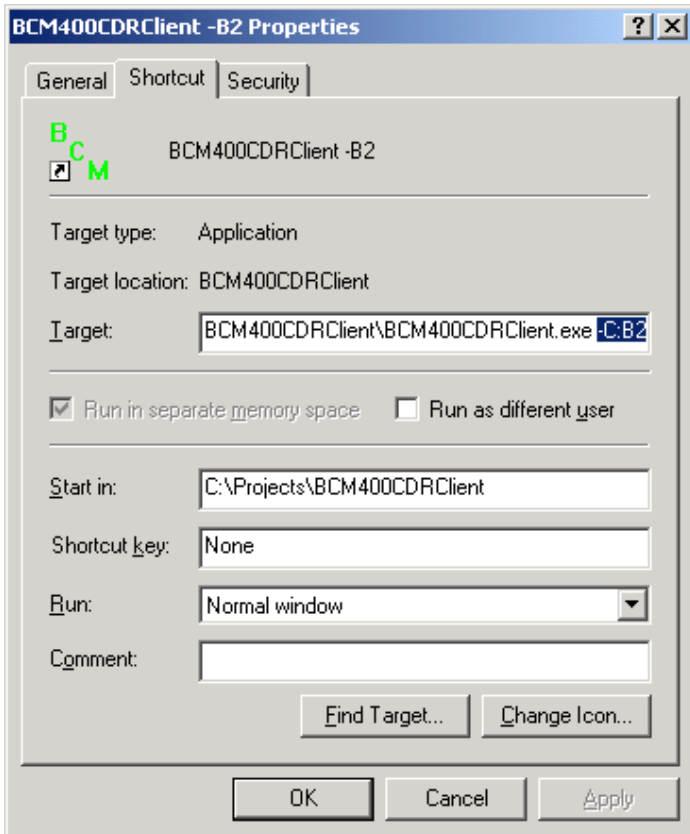 BCM400CDRClient -B2 Properties
General Shortcut Security
B
C
M
BCM400CDRClient -B2
Target type: Application
Target location: BCM400CDRClient
Target: BCM400CDRClient\BCM400CDRClient.exe -C:B2
Run in separate memory space Run as different user
Start in: C:\Projects\BCM400CDRClient
Shortcut key: None
Run: Normal window
Comment:
Find Target... Change Icon...
OK Cancel Apply